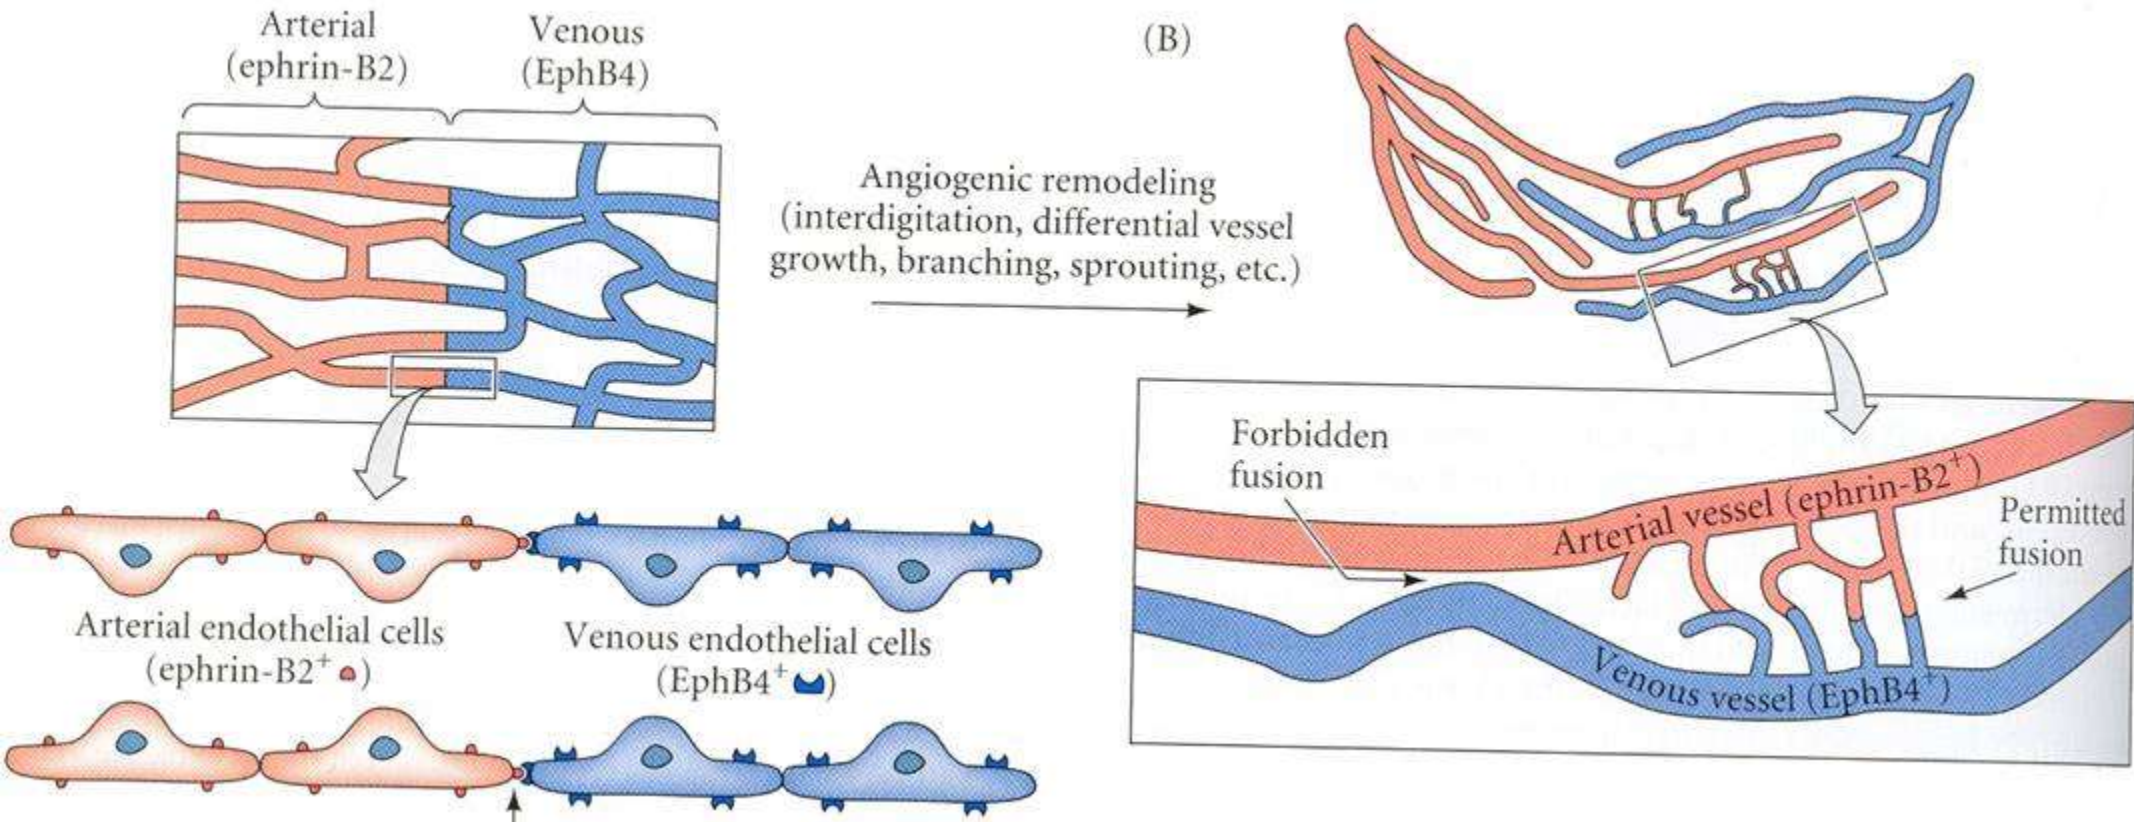 Arterial
(ephrin-B2)
Venous
(EphB4)
(B)
Angiogenic remodeling
(interdigitation, differential vessel
growth, branching, sprouting, etc.)
Forbidden
fusion
Arterial vessel (ephrin-B2⁺)
Permitted
fusion
Venous vessel (EphB4⁺)
Arterial endothelial cells
(ephrin-B2⁺ )
Venous endothelial cells
(EphB4⁺ )